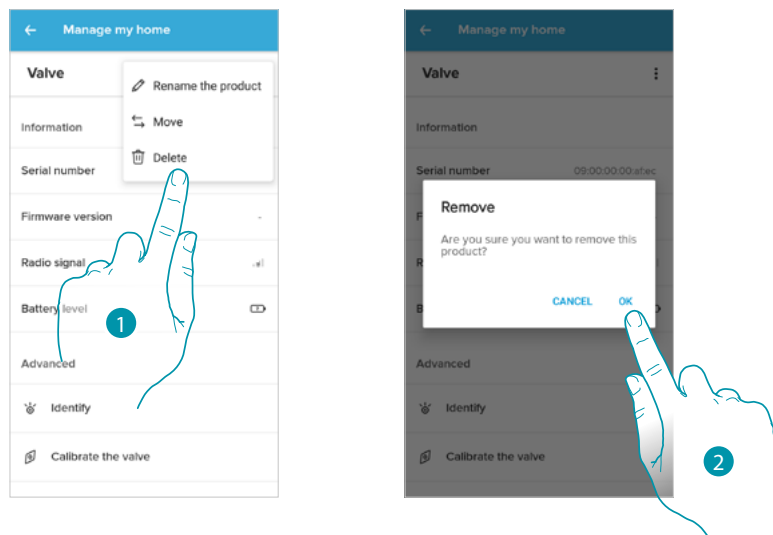 Manage my home
Valve
Rename the product
Move
Delete
Information
Serial number
Firmware version
-
Radio signal
Battery level
Advanced
Identify
Calibrate the valve
1
Manage my home
Valve
Information
Serial number 09:00:00:00:af:ec
F
R
B
Remove
Are you sure you want to remove this
product?
CANCEL OK
Advanced
Identify
Calibrate the valve
2